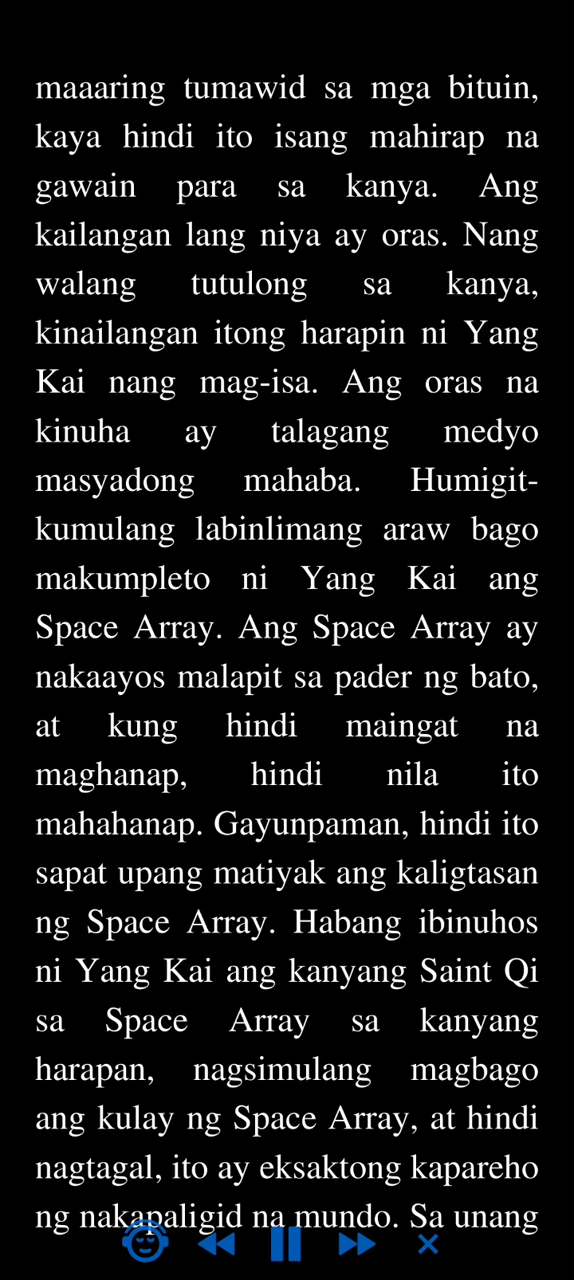 maaaring tumawid sa mga bituin,
kaya hindi ito isang mahirap na
gawain para sa kanya. Ang
kailangan lang niya ay oras. Nang
walang tutulong sa kanya,
kinailangan itong harapin ni Yang
Kai nang mag-isa. Ang oras na
kinuha ay talagang medyo
masyadong mahaba. Humigit-
kumulang labinlimang araw bago
makumpleto ni Yang Kai ang
Space Array. Ang Space Array ay
nakaayos malapit sa pader ng bato,
at kung hindi maingat na
maghanap, hindi nila ito
mahahanap. Gayunpaman, hindi ito
sapat upang matiyak ang kaligtasan
ng Space Array. Habang ibinuhos
ni Yang Kai ang kanyang Saint Qi
sa Space Array sa kanyang
harapan, nagsimulang magbago
ang kulay ng Space Array, at hindi
nagtagal, ito ay eksaktong kapareho
ng nakapaligid na mundo. Sa unang